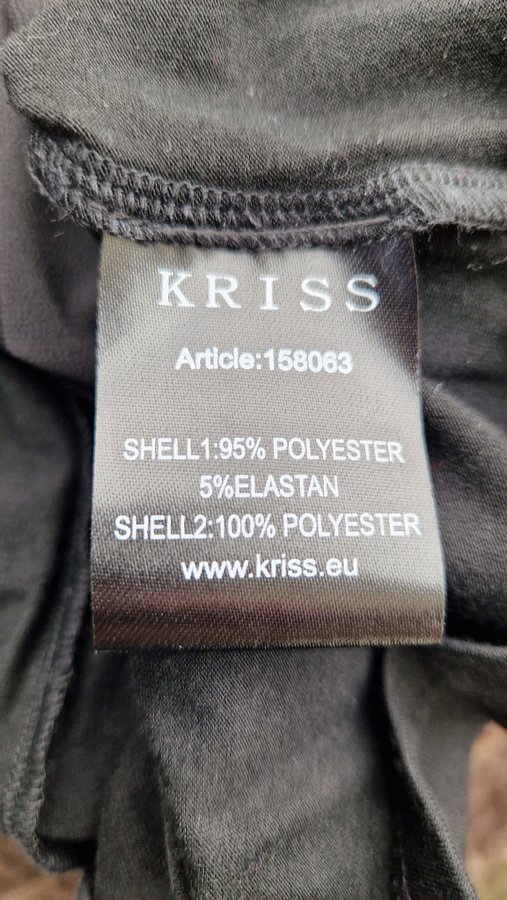 KRISS
Article:158063
SHELL1:95% POLYESTER
5%ELASTAN
SHELL2:100% POLYESTER
www.kriss.eu